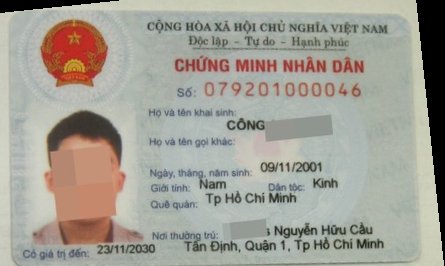 CỘNG HÒA XÃ HỘI CHỦ NGHĨA VIỆT NAM
Độc lập - Tự do - Hạnh phúc
CHỨNG MINH NHÂN DÂN
Số: 079201000046
Họ và tên khai sinh:
CÔNG
Họ và tên gọi khác:
Ngày, tháng, năm sinh: 09/11/2001
Giới tính: Nam Dân tộc: Kinh
Quê quán: Tp Hồ Chí Minh
Nơi thường trú: s Nguyễn Hữu Cầu
Có giá trị đến: 23/11/2030 Tân Định, Quận 1, Tp Hồ Chí Minh